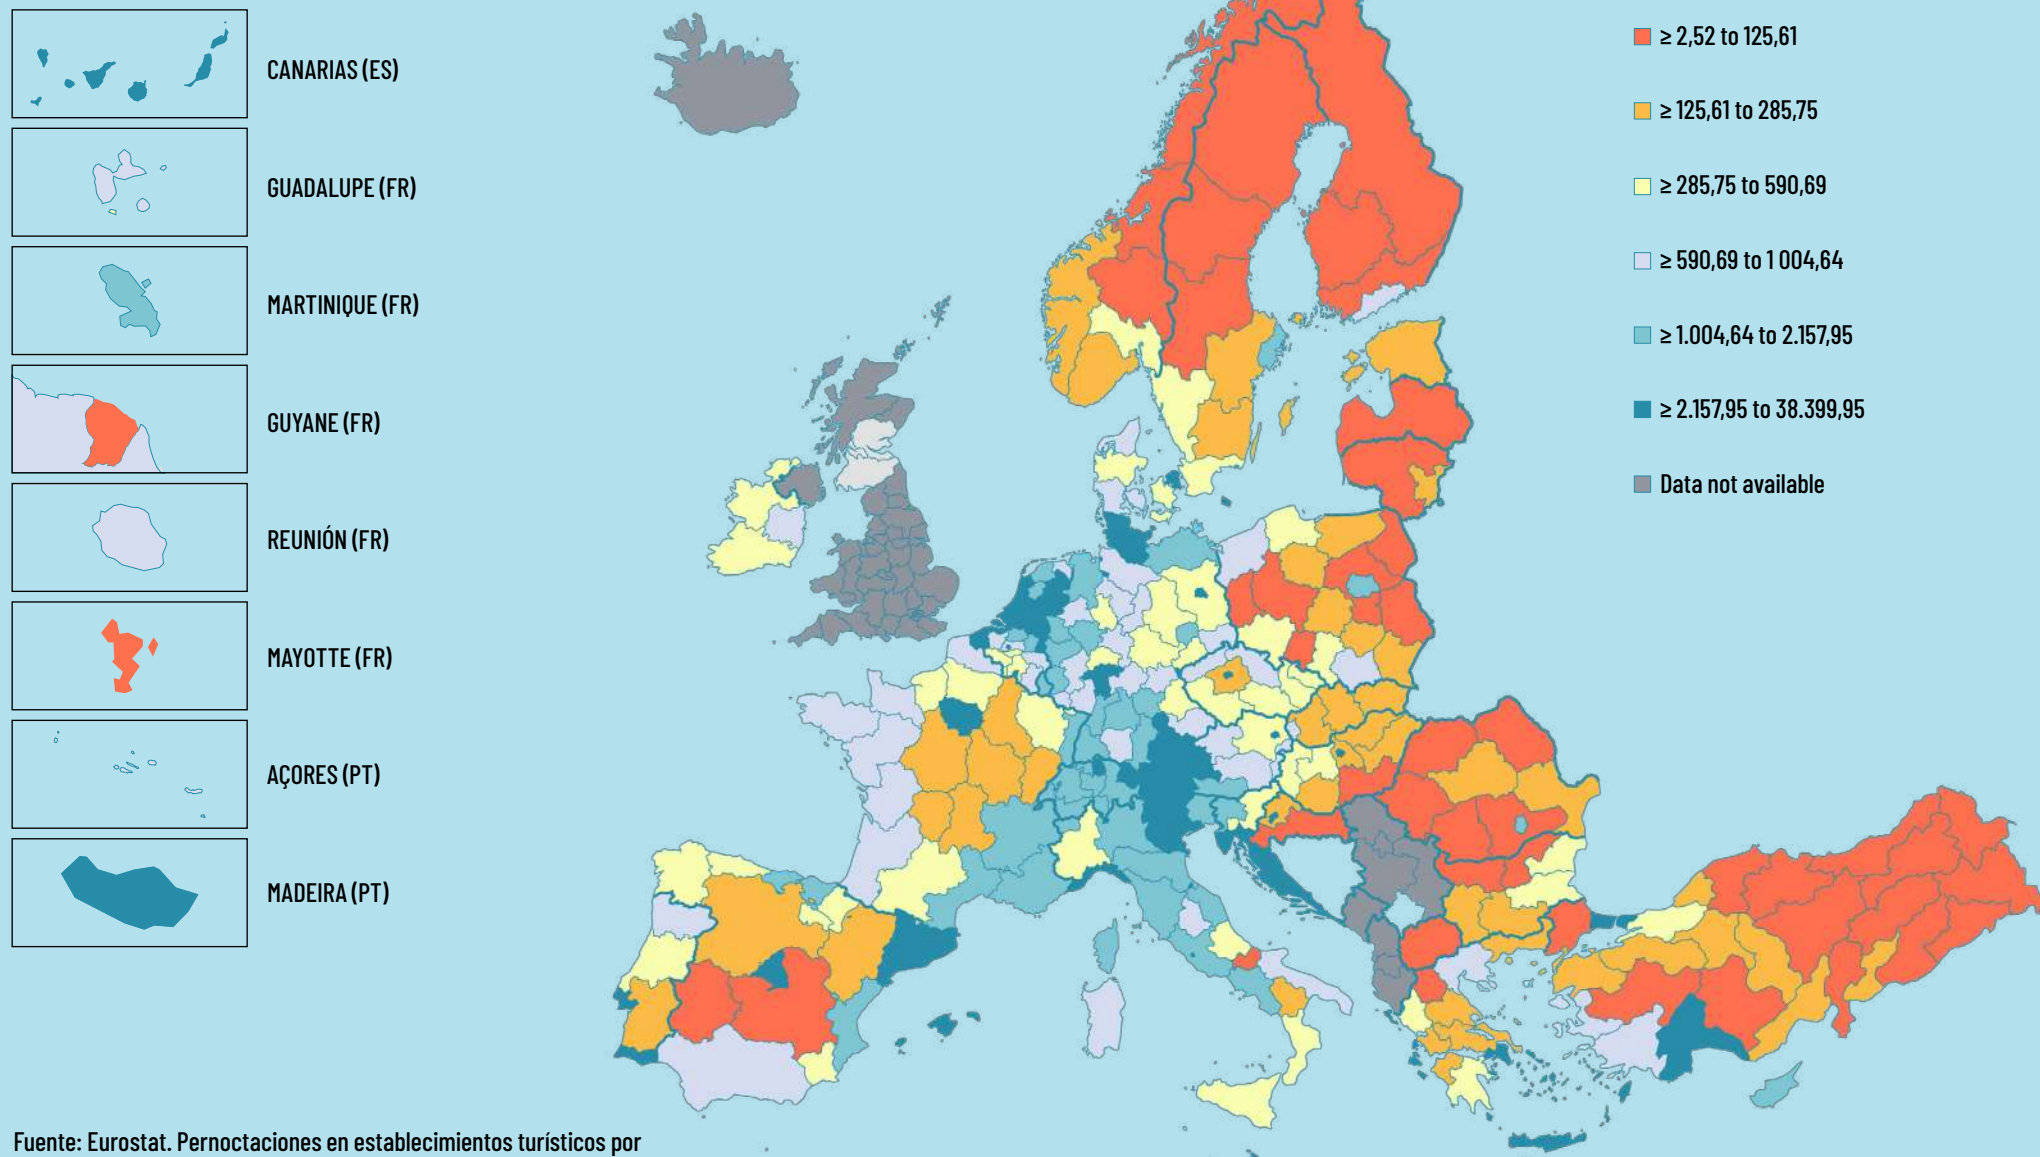 CANARIAS (ES)
GUADALUPE (FR)
MARTINIQUE (FR)
GUYANE (FR)
REUNIÓN (FR)
MAYOTTE (FR)
AÇORES (PT)
MADEIRA (PT)
≥ 2,52 to 125,61
≥ 125,61 to 285,75
≥ 285,75 to 590,69
≥ 590,69 to 1 004,64
≥ 1.004,64 to 2.157,95
≥ 2.157,95 to 38.399,95
Data not available
Fuente: Eurostat. Pernoctaciones en establecimientos turísticos por